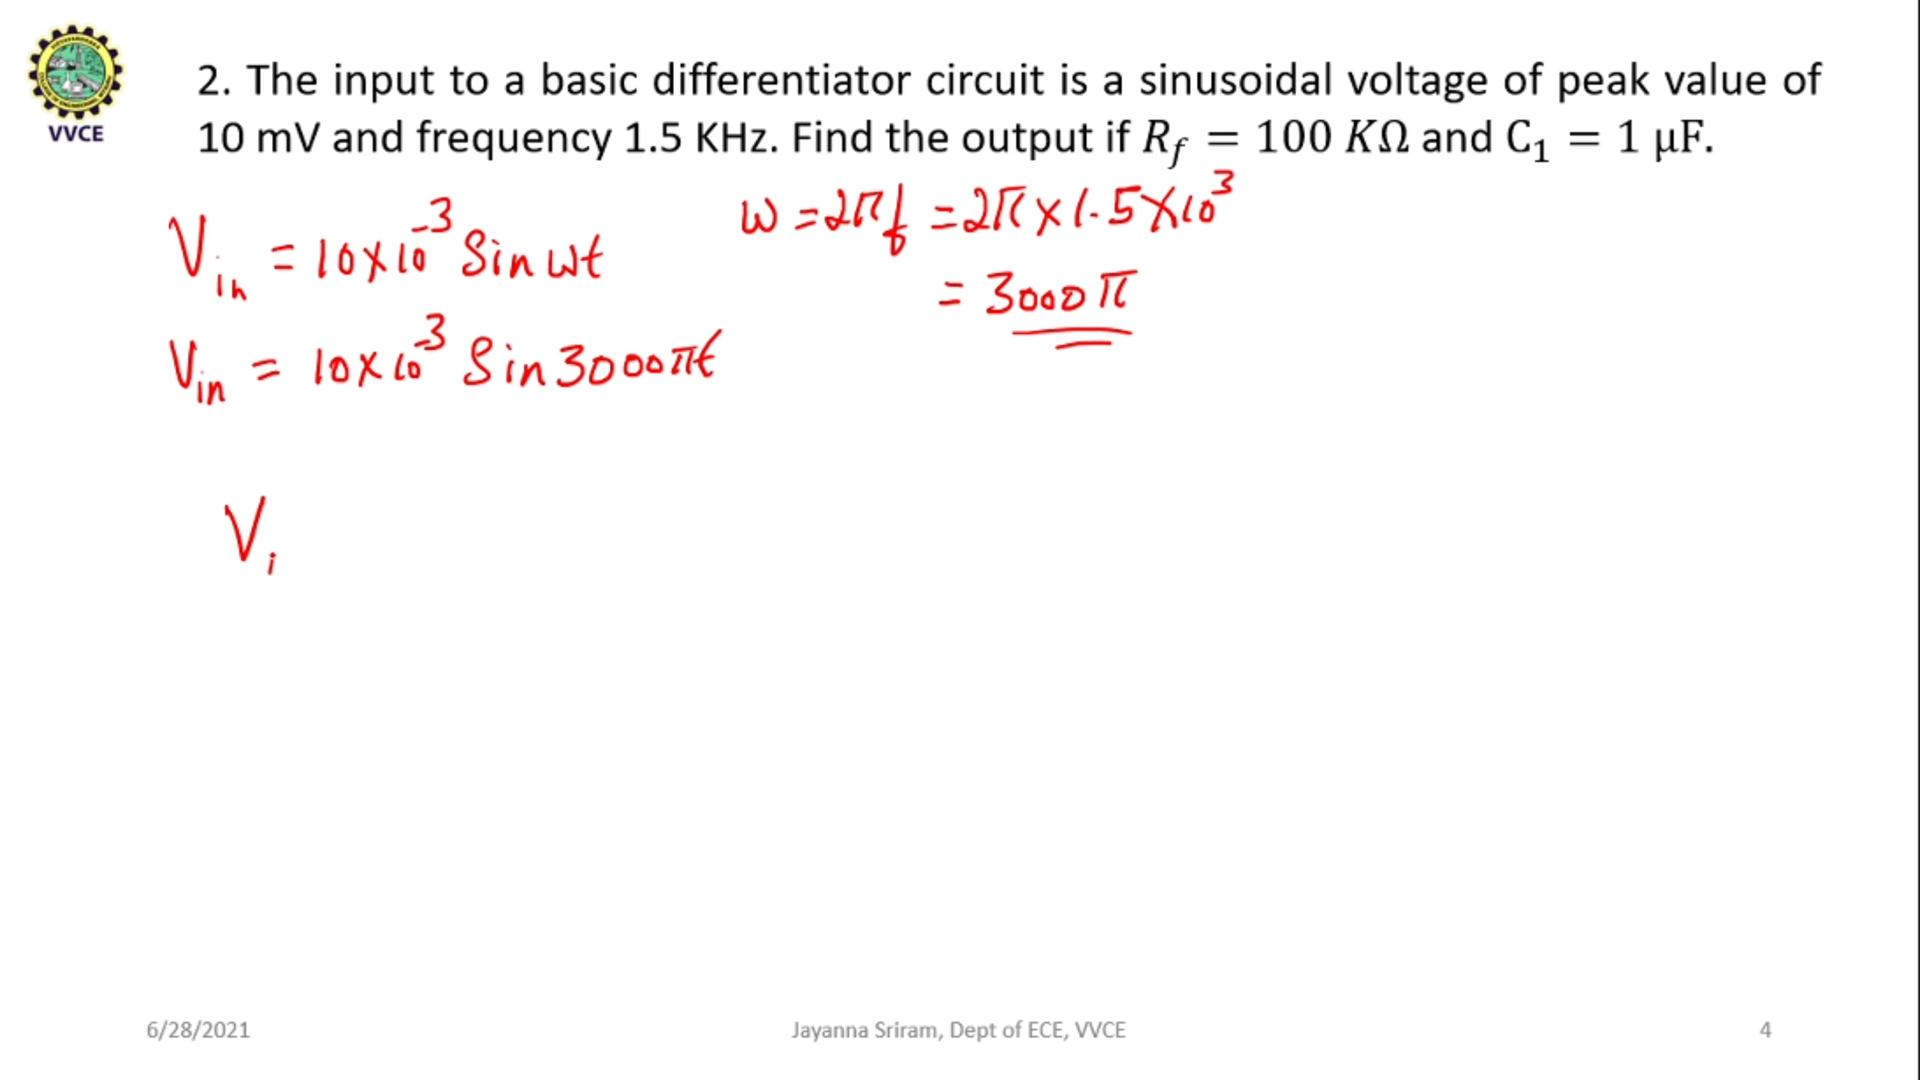 VVCE
2. The input to a basic differentiator circuit is a sinusoidal voltage of peak value of
10 mV and frequency 1.5 KHz. Find the output if R_f = 100 KΩ and C₁ = 1 μF.
V_in = 10×10⁻³ Sin ωt
ω = 2πf = 2π × 1.5 × 10³
= 3000π
V_in = 10×10⁻³ Sin 3000πt
V_i
6/28/2021
Jayanna Sriram, Dept of ECE, VVCE
4